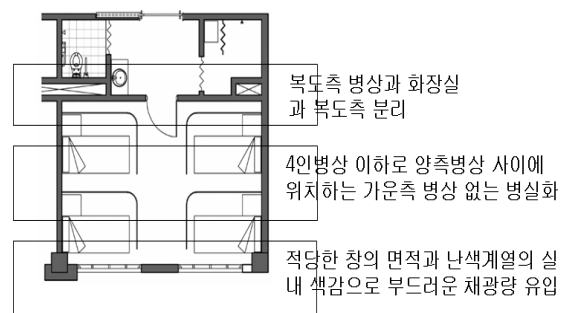 복도측 병상과 화장실
과 복도측 분리
4인병상 이하로 양측병상 사이에
위치하는 가운측 병상 없는 병실화
적당한 창의 면적과 난색계열의 실
내 색감으로 부드러운 채광량 유입